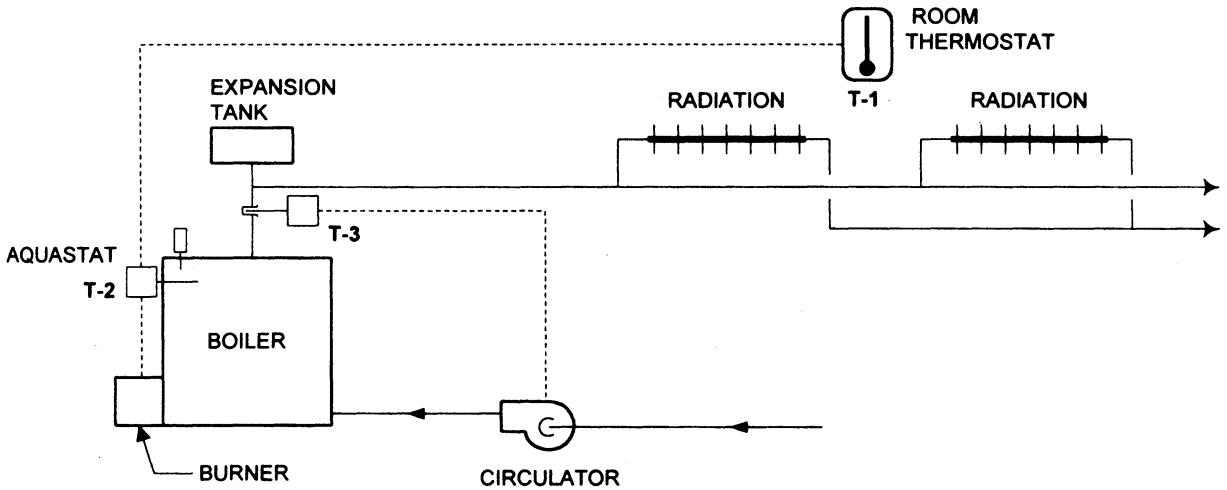 ROOM
THERMOSTAT
T-1
EXPANSION
TANK
RADIATION
RADIATION
T-3
AQUASTAT
T-2
BOILER
BURNER
CIRCULATOR